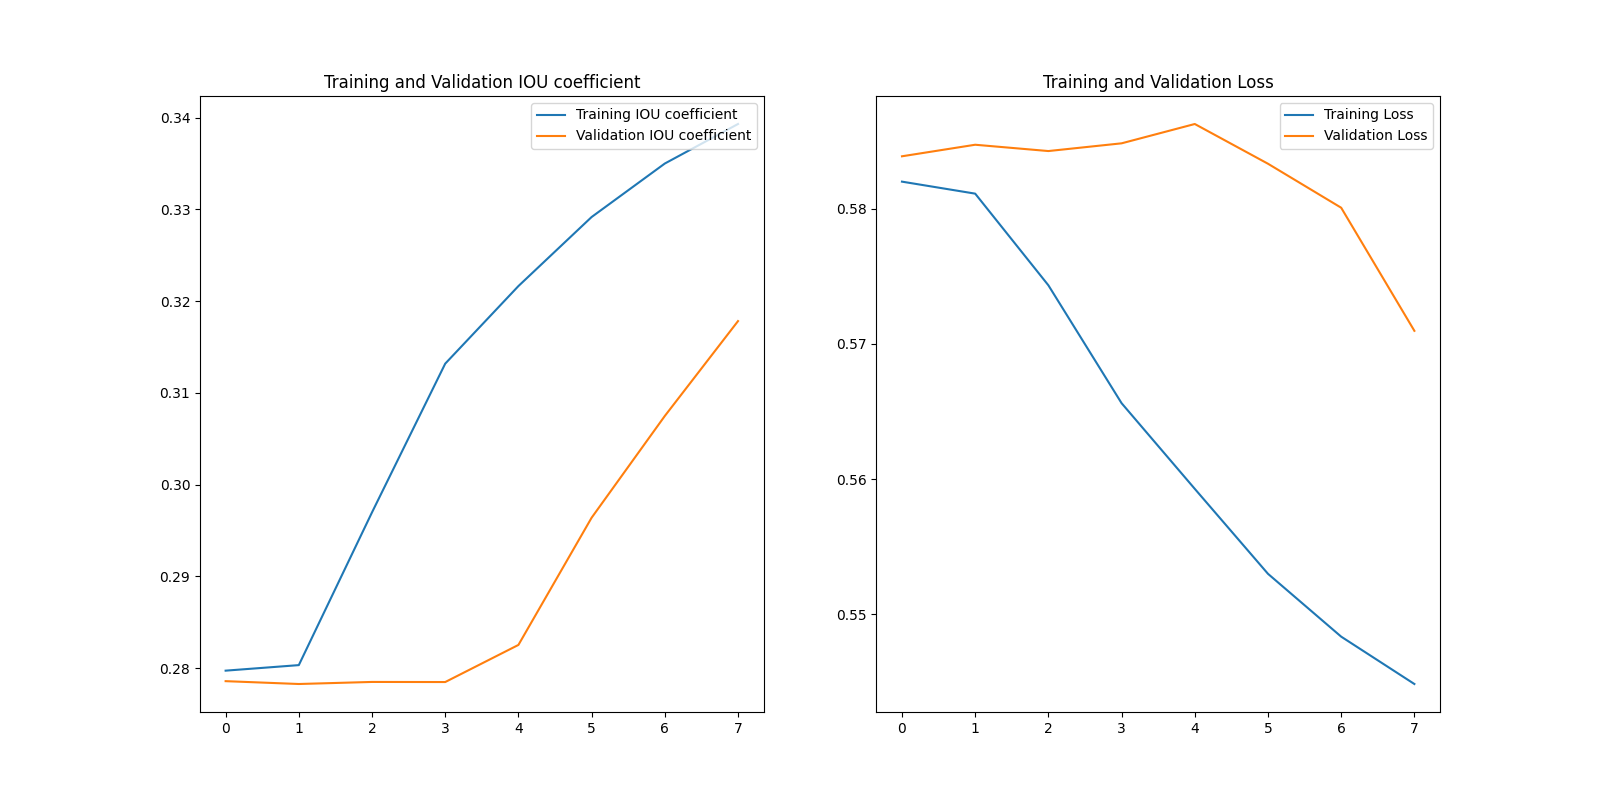 Training and Validation IOU coefficient
Training IOU coefficient
Validation IOU coefficient
0.34
0.33
0.32
0.31
0.30
0.29
0.28
0 1 2 3 4 5 6 7
Training and Validation Loss
Training Loss
Validation Loss
0.58
0.57
0.56
0.55
0 1 2 3 4 5 6 7